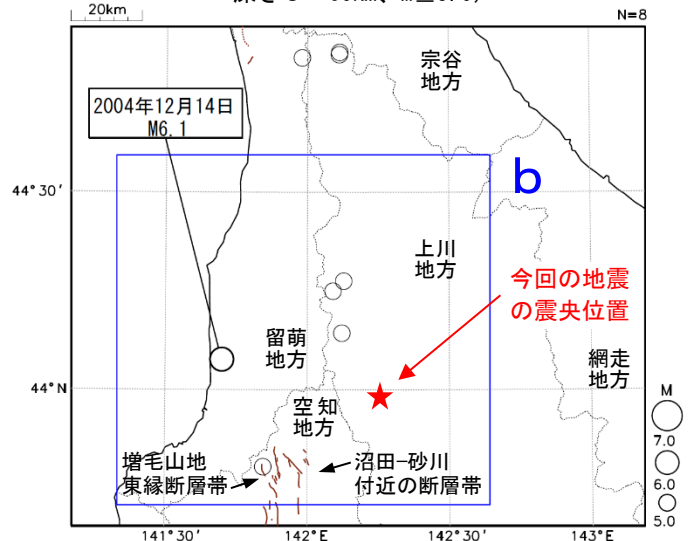 20km
N=8
宗谷
地方
2004年12月14日
M6.1
44°30′
b
上川
地方
今回の地震
の震央位置
留萌
地方
網走
地方
44°N
空知
地方
M
7.0
6.0
5.0
増毛山地
東縁断層帯
沼田-砂川
付近の断層帯
141°30′
142°E
142°30′
143°E